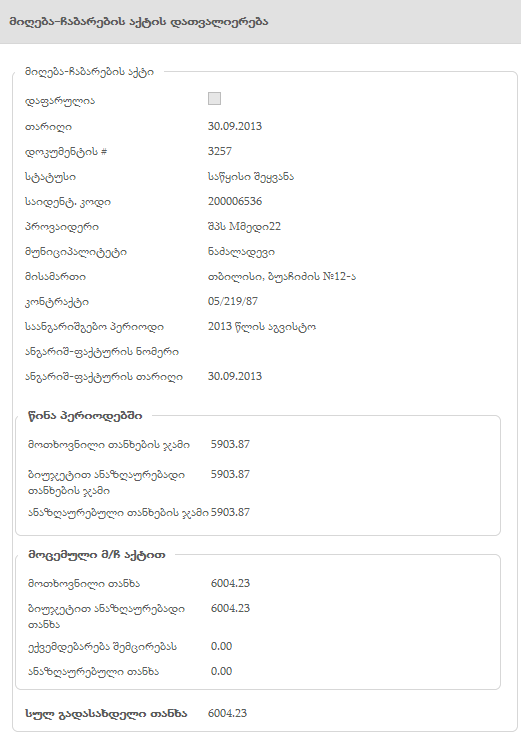 მიღება-ჩაბარების აქტის დათვალიერება
მიღება-ჩაბარების აქტი
დაფარულია
თარიღი 30.09.2013
დოკუმენტის # 3257
სტატუსი საწყისი შეყვანა
საიდენტ. კოდი 200006536
პროვაიდერი შპს Mმედი22
მუნიციპალიტეტი ნაძალადევი
მისამართი თბილისი, ბუაჩიძის №12-ა
კონტრაქტი 05/219/87
საანგარიშგებო პერიოდი 2013 წლის აგვისტო
ანგარიშ-ფაქტურის ნომერი
ანგარიშ-ფაქტურის თარიღი 30.09.2013
წინა პერიოდებში
მოთხოვნილი თანხების ჯამი 5903.87
ბიუჯეტით ანაზღაურებადი 5903.87
თანხების ჯამი
ანაზღაურებული თანხების ჯამი 5903.87
მოცემული მ/ჩ აქტით
მოთხოვნილი თანხა 6004.23
ბიუჯეტით ანაზღაურებადი 6004.23
თანხა
ექვემდებარება შემცირებას 0.00
ანაზღაურებული თანხა 0.00
სულ გადასახდელი თანხა 6004.23